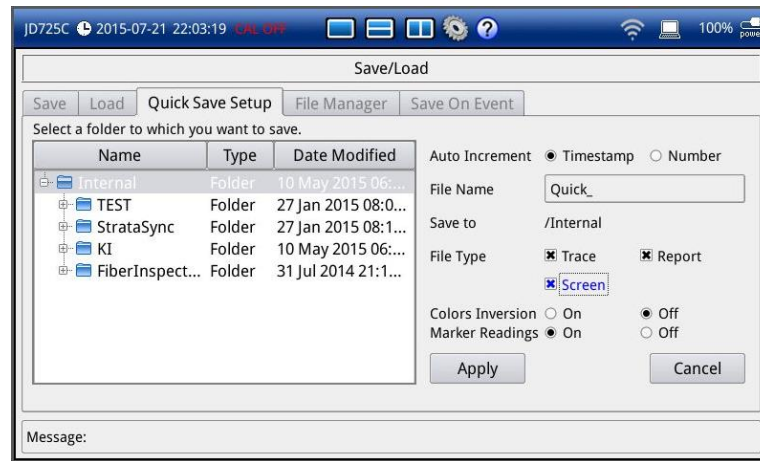 JD725C 2015-07-21 22:03:19 CAL OFF 100%
Save/Load
Save Load Quick Save Setup File Manager Save On Event
Select a folder to which you want to save.
Name Type Date Modified
Internal Folder 10 May 2015 06:...
TEST Folder 27 Jan 2015 08:0...
StrataSync Folder 27 Jan 2015 08:1...
KI Folder 10 May 2015 06:...
FiberInspect... Folder 31 Jul 2014 21:1...
Auto Increment Timestamp Number
File Name Quick_
Save to /Internal
File Type Trace Report
Screen
Colors Inversion On Off
Marker Readings On Off
Apply Cancel
Message: